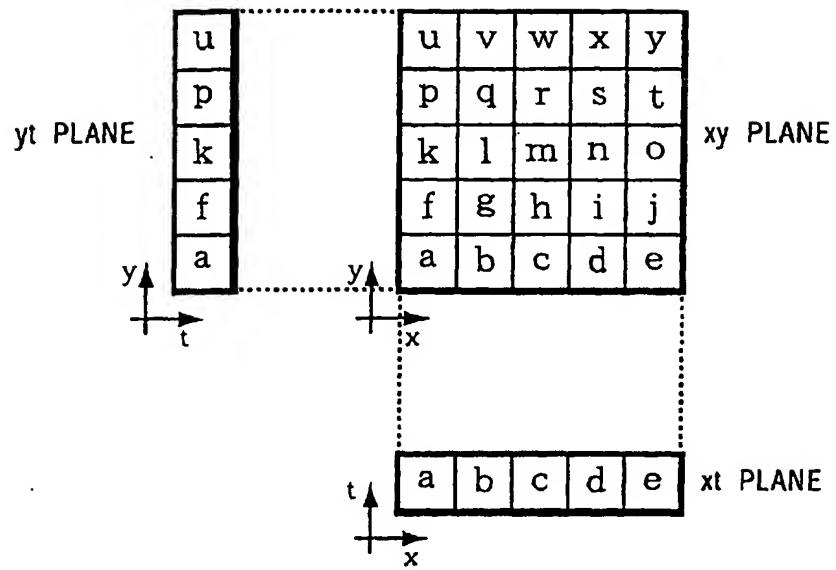 u u v w x y
p p q r s t
yt PLANE k k l m n o xy PLANE
f f g h i j
a a b c d e
y y
t x
a b c d e xt PLANE
t
x